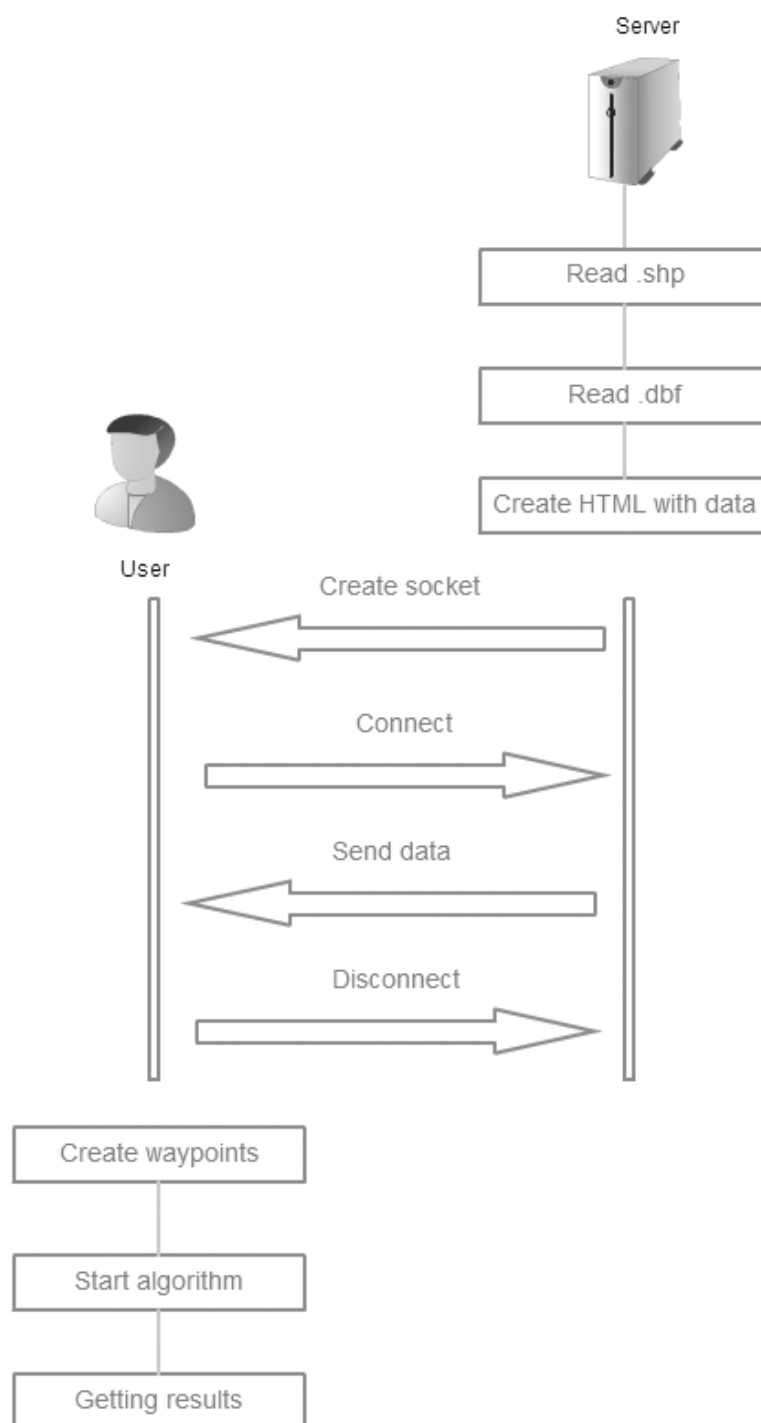 Server
Read .shp
Read .dbf
Create HTML with data
User
Create socket
Connect
Send data
Disconnect
Create waypoints
Start algorithm
Getting results